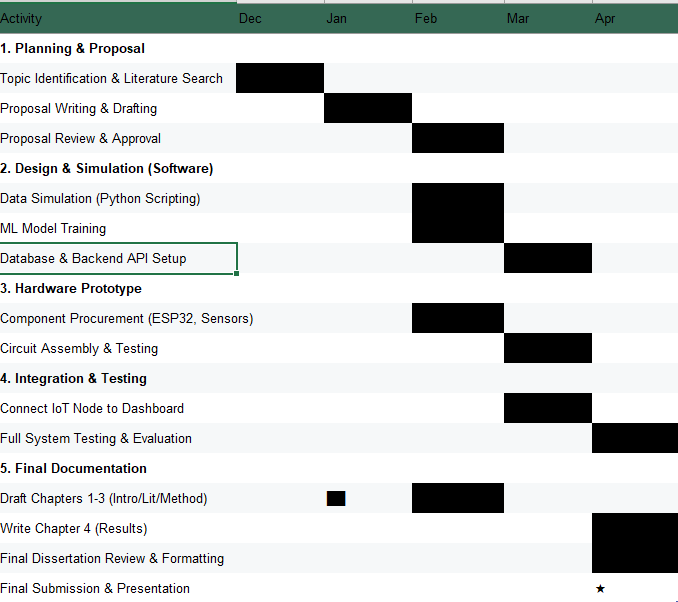 Activity Dec Jan Feb Mar Apr
1. Planning & Proposal
Topic Identification & Literature Search
Proposal Writing & Drafting
Proposal Review & Approval
2. Design & Simulation (Software)
Data Simulation (Python Scripting)
ML Model Training
Database & Backend API Setup
3. Hardware Prototype
Component Procurement (ESP32, Sensors)
Circuit Assembly & Testing
4. Integration & Testing
Connect IoT Node to Dashboard
Full System Testing & Evaluation
5. Final Documentation
Draft Chapters 1-3 (Intro/Lit/Method)
Write Chapter 4 (Results)
Final Dissertation Review & Formatting
Final Submission & Presentation ★